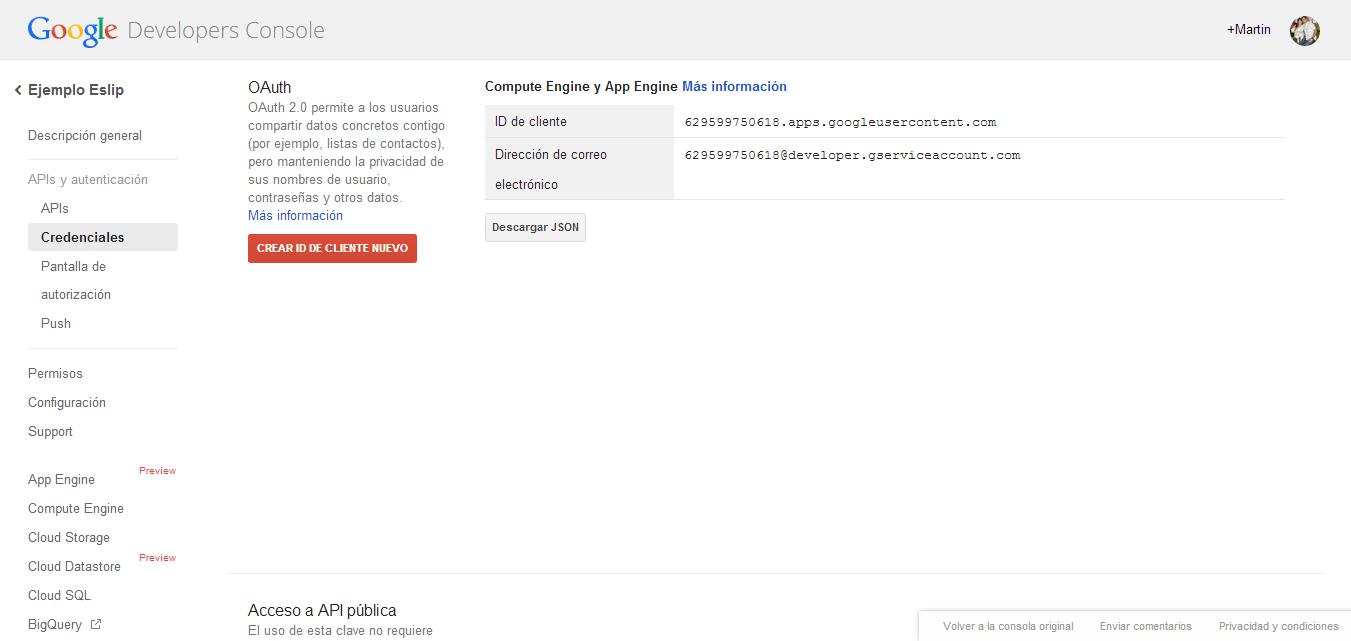 Google Developers Console
+Martin
Ejemplo Eslip
Descripción general
APIs y autenticación
APIs
Credenciales
Pantalla de
autorización
Push
Permisos
Configuración
Support
Preview
App Engine
Compute Engine
Cloud Storage
Preview
Cloud Datastore
Cloud SQL
BigQuery
OAuth
OAuth 2.0 permite a los usuarios
compartir datos concretos contigo
(por ejemplo, listas de contactos),
pero manteniendo la privacidad de
sus nombres de usuario,
contraseñas y otros datos.
Más información
CREAR ID DE CLIENTE NUEVO
Compute Engine y App Engine Más información
ID de cliente 629599750618.apps.googleusercontent.com
Dirección de correo 629599750618@developer.gserviceaccount.com
electrónico
Descargar JSON
Acceso a API pública
El uso de esta clave no requiere
Volver a la consola original Enviar comentarios Privacidad y condiciones